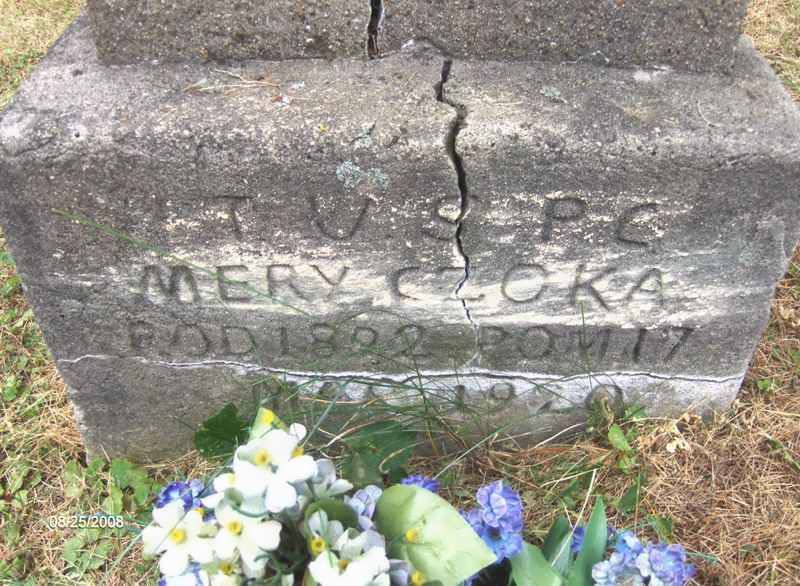 T U S P C
MERY CZOKA
ROD 1892 POM. 17
1920
08/25/2008